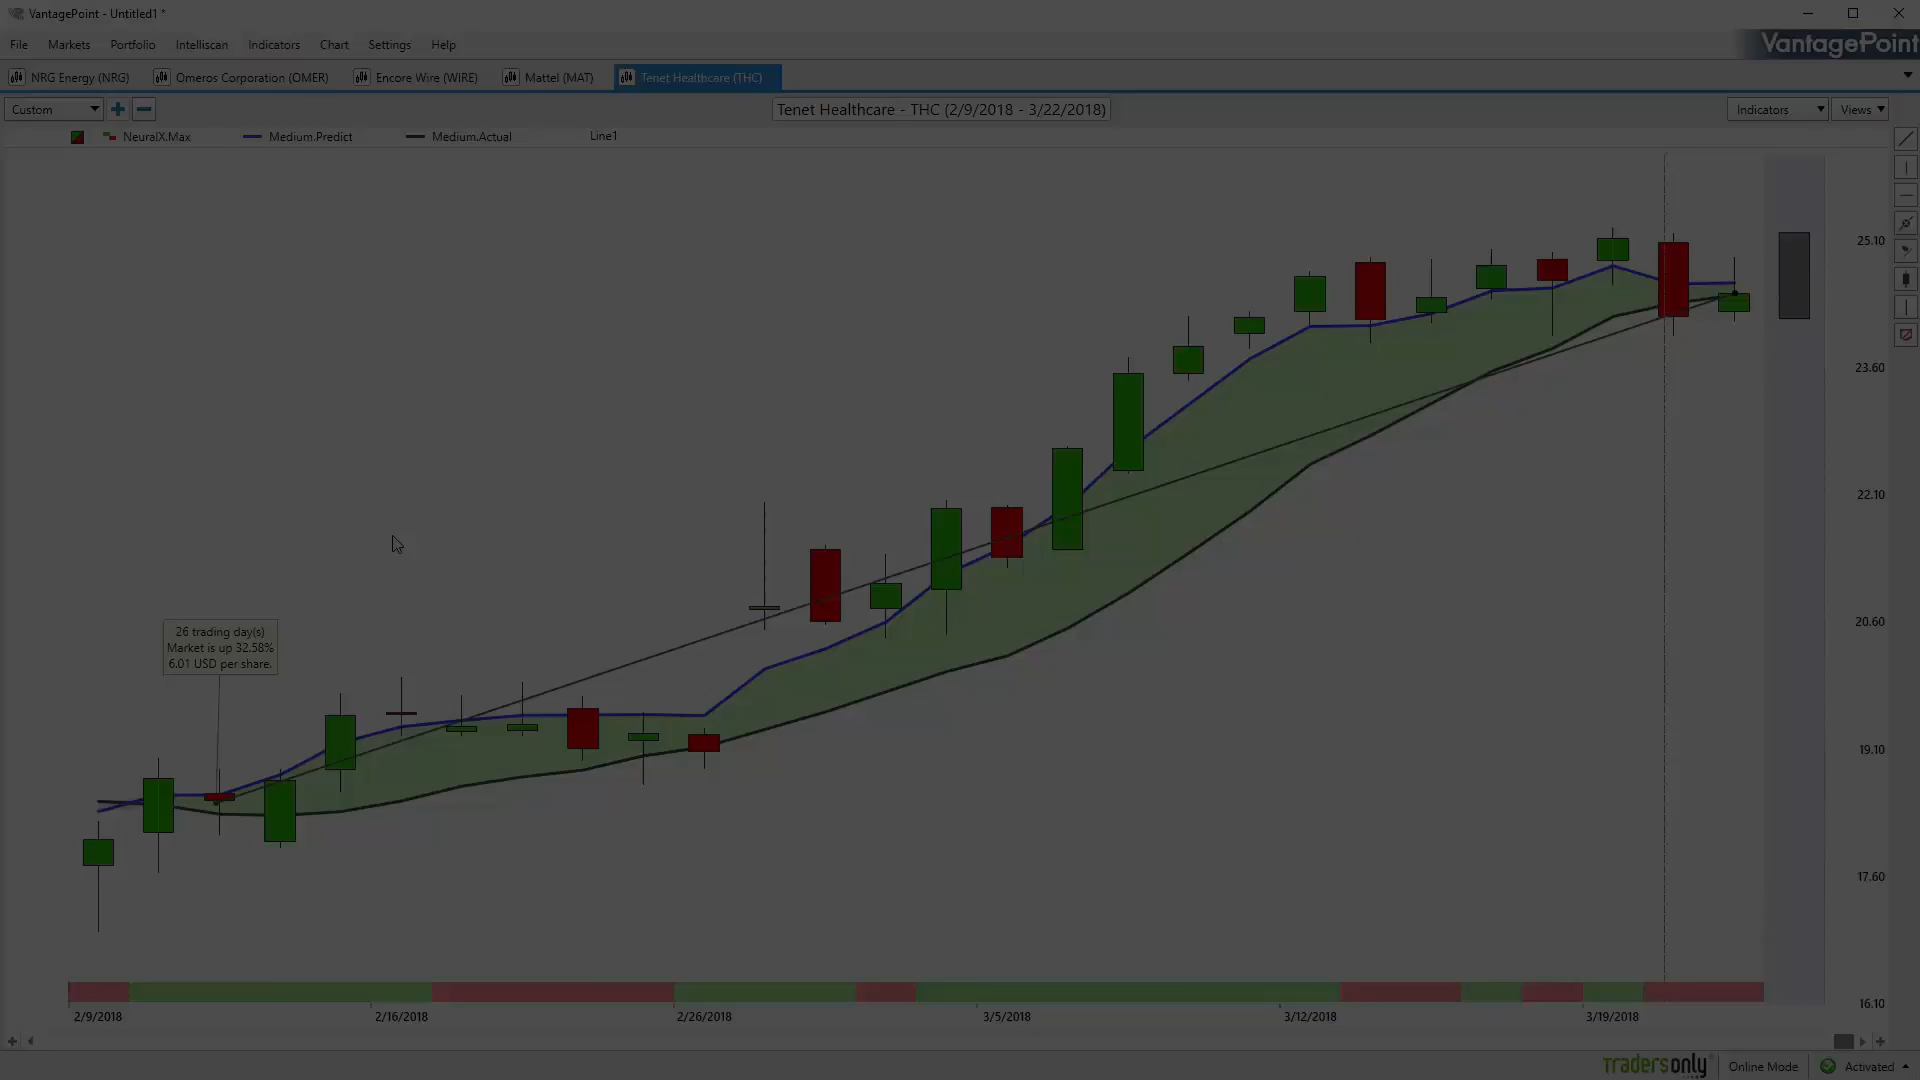 VantagePoint - Untitled1 *
File Markets Portfolio Intelliscan Indicators Chart Settings Help
VantagePoint
NRG Energy (NRG) Omeros Corporation (OMER) Encore Wire (WIRE) Mattel (MAT) Tenet Healthcare (THC)
Custom
Tenet Healthcare - THC (2/9/2018 - 3/22/2018)
Indicators Views
NeuralX.Max Medium.Predict Medium.Actual Line1
25.10
23.60
22.10
20.60
26 trading day(s)
Market is up 32.58%
6.01 USD per share.
19.10
17.60
16.10
2/9/2018 2/16/2018 2/26/2018 3/5/2018 3/12/2018 3/19/2018
tradersonly Online Mode Activated